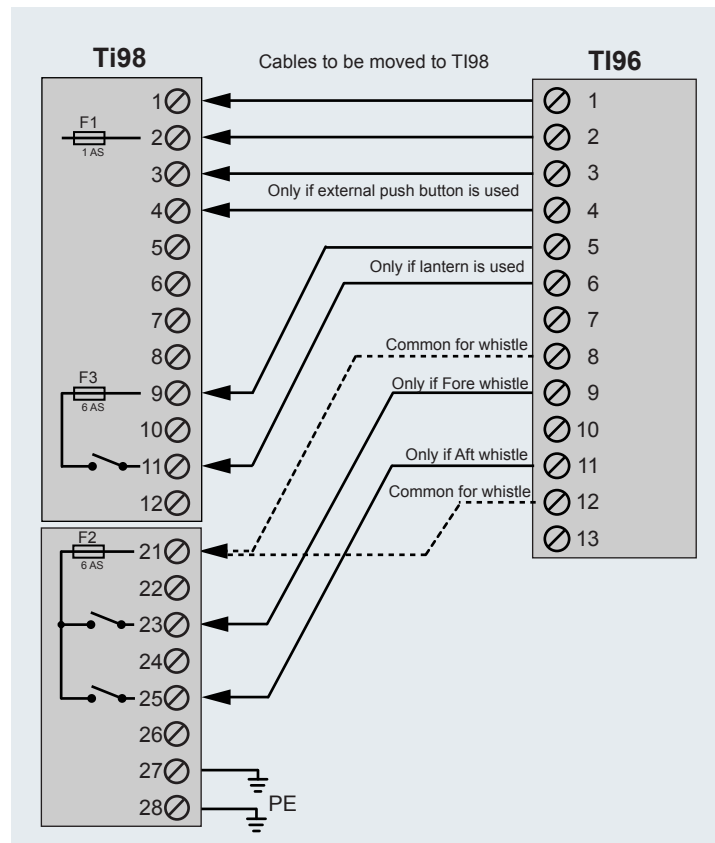 Ti98
Cables to be moved to TI98
TI96
1
1
F1
2
2
1 AS
3
3
Only if external push button is used
4
4
5
5
Only if lantern is used
6
6
7
7
Common for whistle
8
8
F3
Only if Fore whistle
9
9
6 AS
10
10
Only if Aft whistle
11
11
Common for whistle
12
12
F2
21
13
6 AS
22
23
24
25
26
27
28
PE